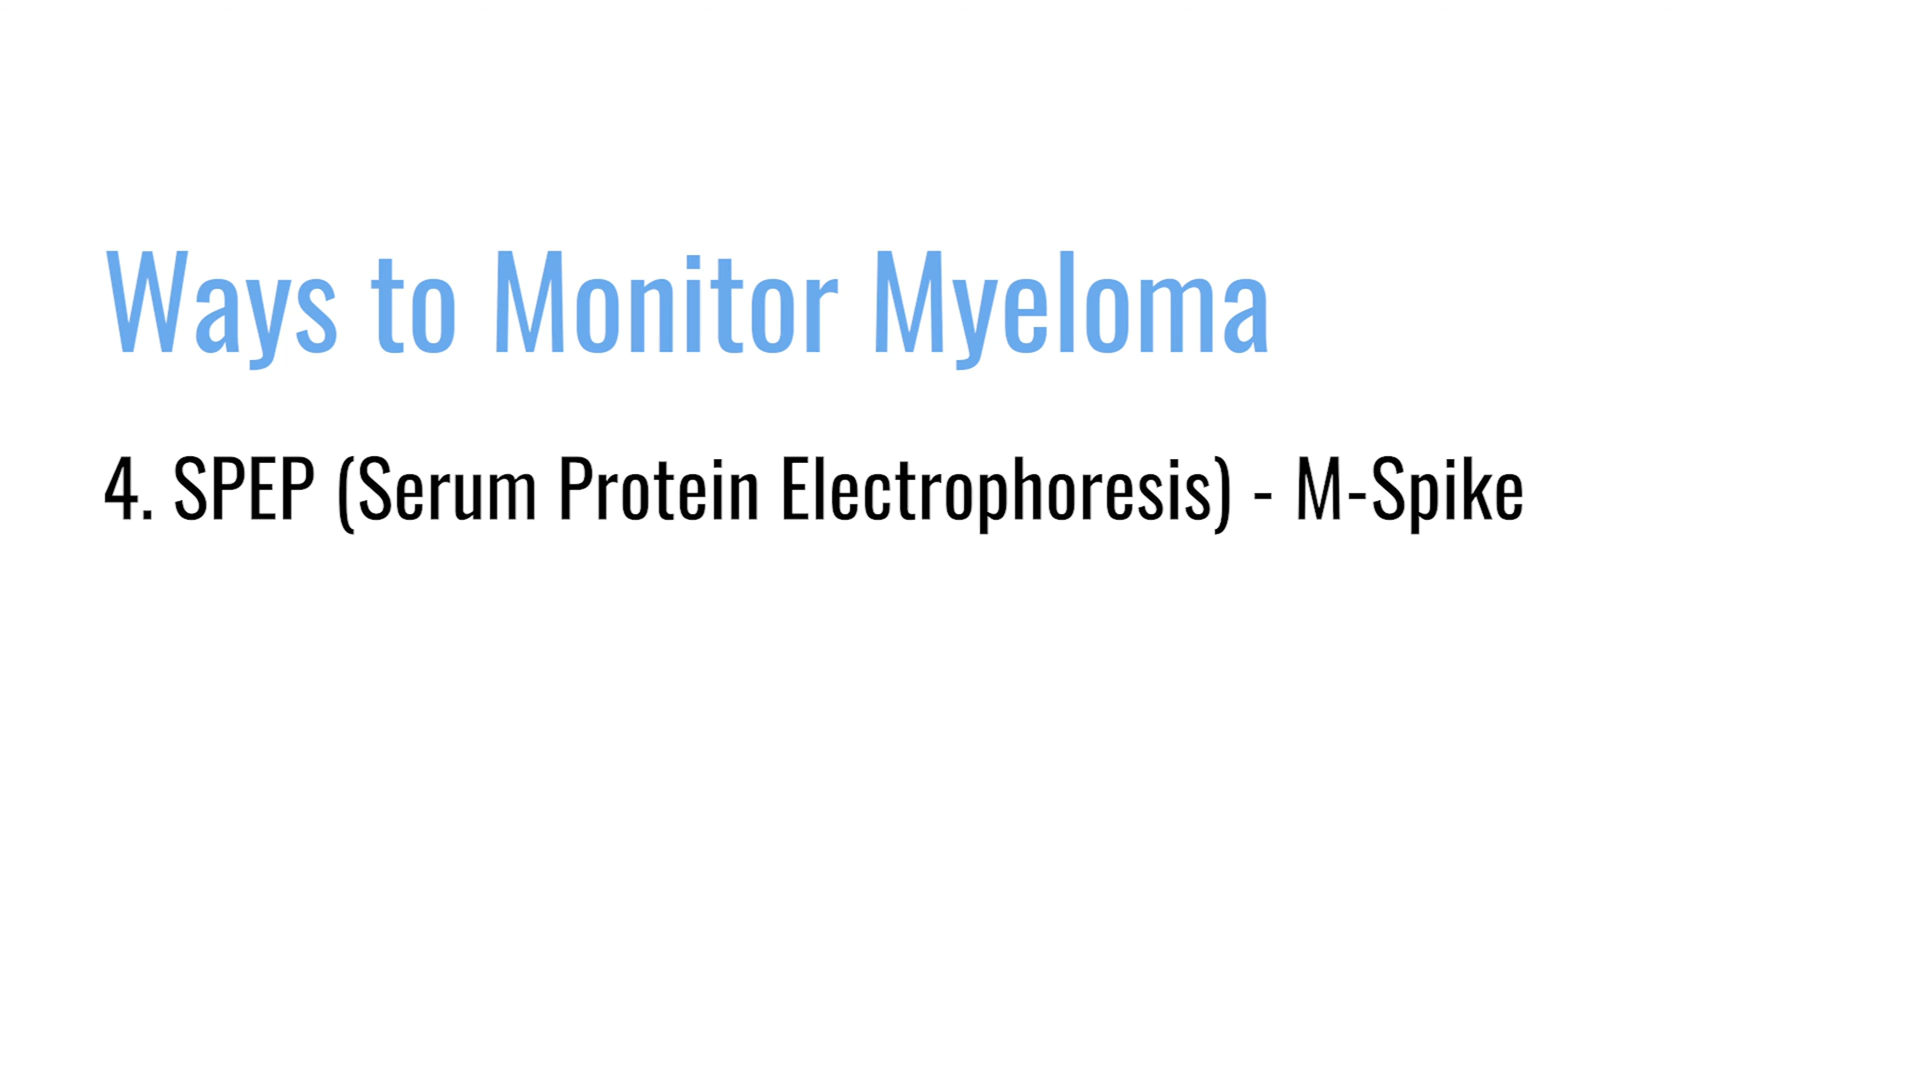 Ways to Monitor Myeloma
4. SPEP (Serum Protein Electrophoresis) - M-Spike